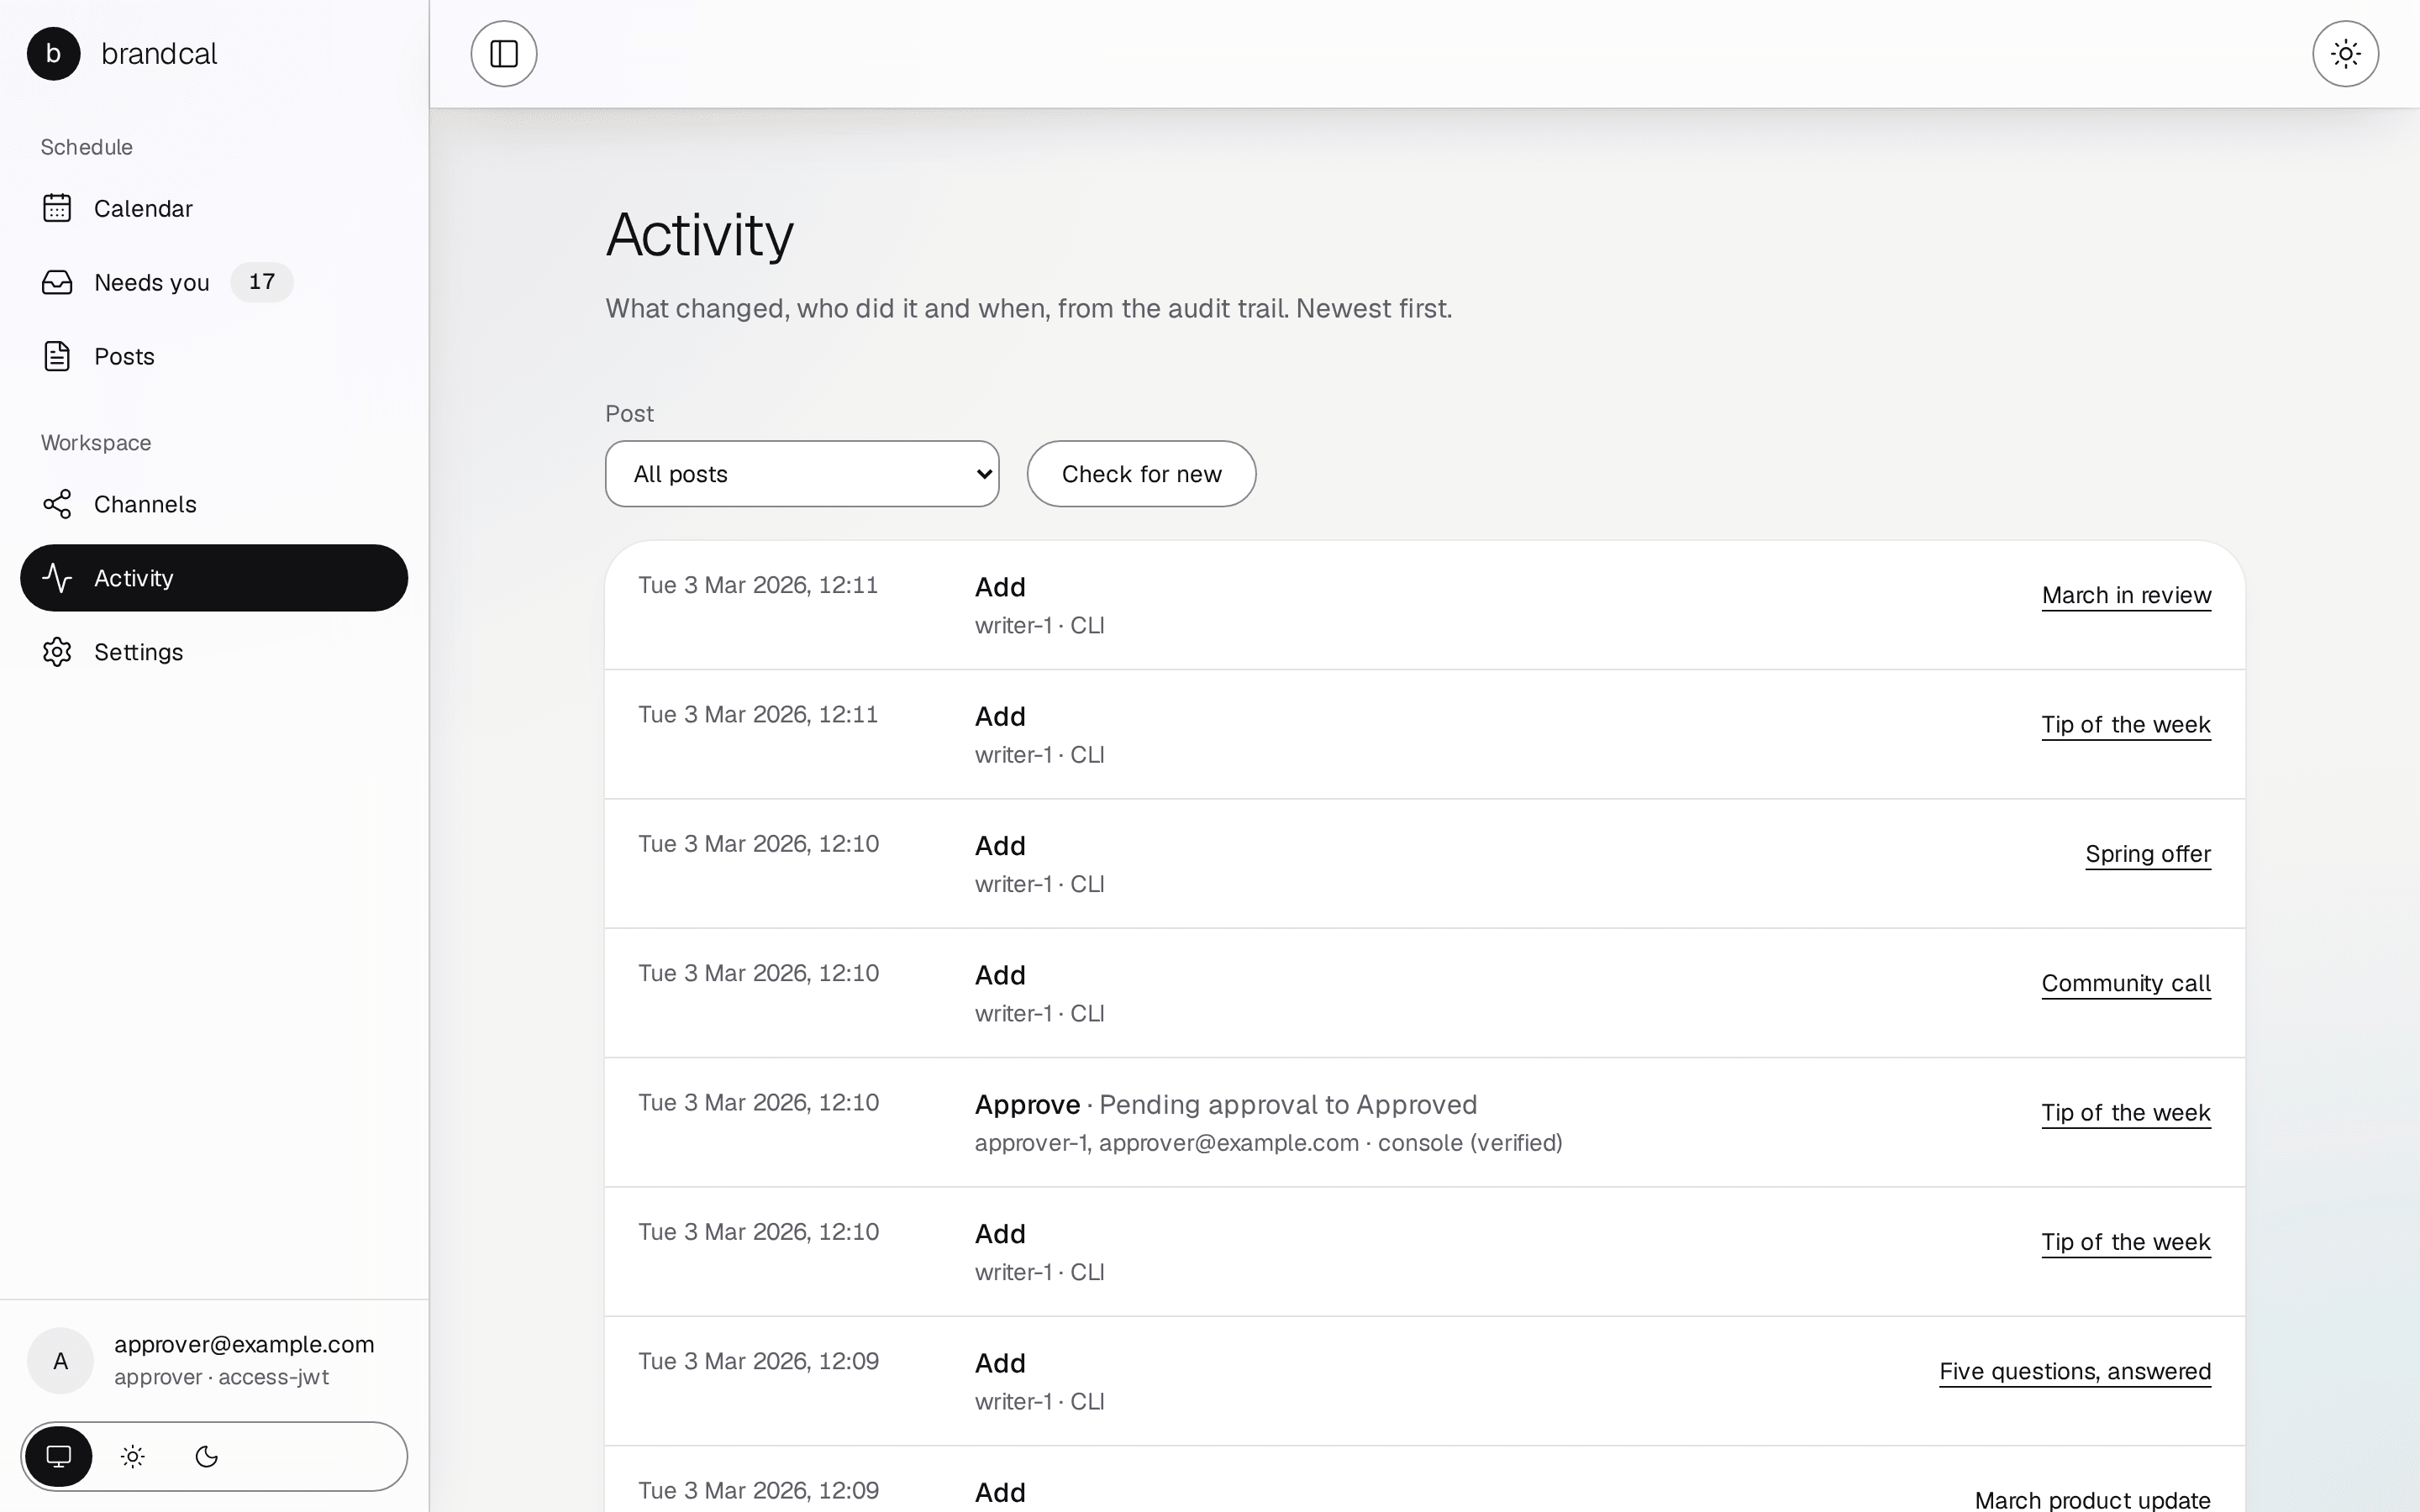 b brandcal
Schedule
Calendar
Needs you 17
Posts
Workspace
Channels
Activity
Settings
A
approver@example.com
approver · access-jwt
Activity
What changed, who did it and when, from the audit trail. Newest first.
Post
All posts
Check for new
Tue 3 Mar 2026, 12:11 Add March in review
writer-1 · CLI
Tue 3 Mar 2026, 12:11 Add Tip of the week
writer-1 · CLI
Tue 3 Mar 2026, 12:10 Add Spring offer
writer-1 · CLI
Tue 3 Mar 2026, 12:10 Add Community call
writer-1 · CLI
Tue 3 Mar 2026, 12:10 Approve · Pending approval to Approved Tip of the week
approver-1, approver@example.com · console (verified)
Tue 3 Mar 2026, 12:10 Add Tip of the week
writer-1 · CLI
Tue 3 Mar 2026, 12:09 Add Five questions, answered
writer-1 · CLI
Tue 3 Mar 2026, 12:09 Add March product update